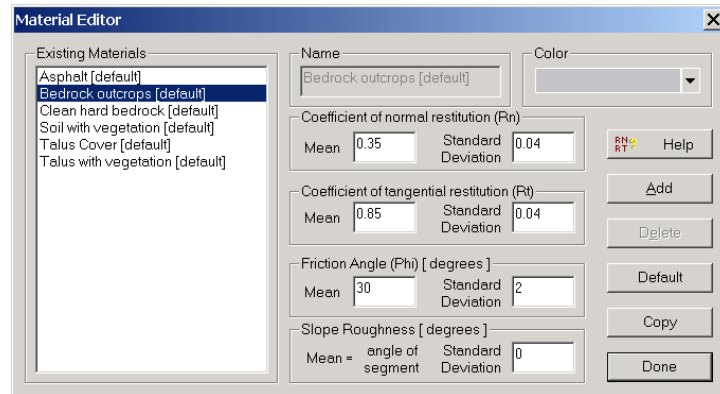 Material Editor
Existing Materials
Asphalt [default]
Bedrock outcrops [default]
Clean hard bedrock [default]
Soil with vegetation [default]
Talus Cover [default]
Talus with vegetation [default]
Name
Bedrock outcrops [default]
Color
Coefficient of normal restitution (Rn)
Mean 0.35 Standard Deviation 0.04
Coefficient of tangential restitution (Rt)
Mean 0.85 Standard Deviation 0.04
Friction Angle (Phi) [ degrees ]
Mean 30 Standard Deviation 2
Slope Roughness [ degrees ]
Mean = angle of segment Standard Deviation 0
RN? RT Help
Add
Delete
Default
Copy
Done